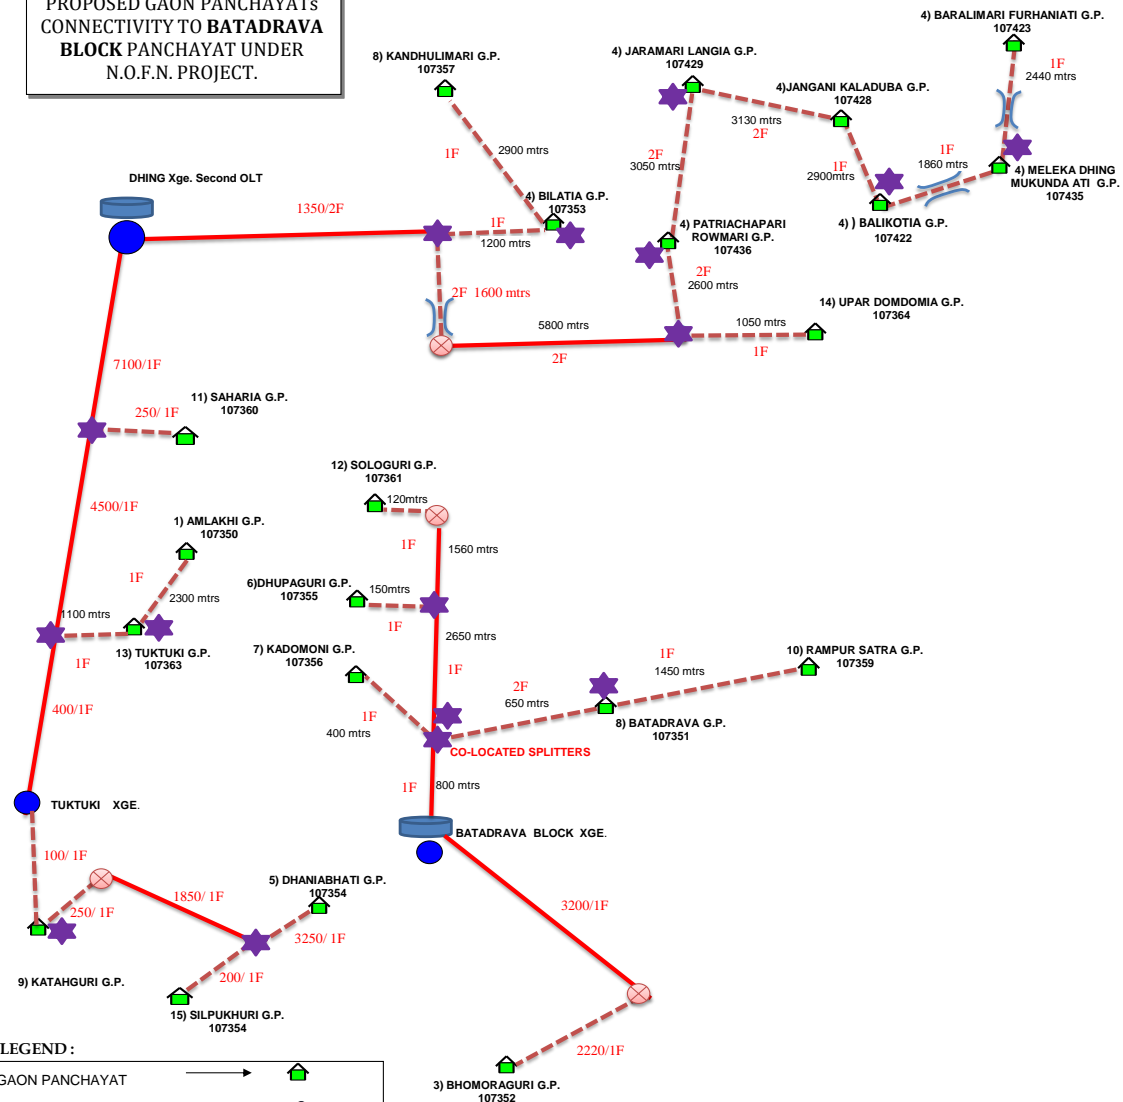 PROPOSED GAON PANCHAYATs
CONNECTIVITY TO BATADRAVA
BLOCK PANCHAYAT UNDER
N.O.F.N. PROJECT.
8) KANDHULIMARI G.P.
107357
4) JARAMARI LANGIA G.P.
107429
4) BARALIMARI FURHANIATI G.P.
107423
1F
2440 mtrs
4)JANGANI KALADUBA G.P.
107428
3130 mtrs
2F
1F
2900 mtrs
2F
3050 mtrs
1F
2900mtrs
1F
1860 mtrs
4) MELEKA DHING
MUKUNDA ATI G.P.
107435
DHING Xge. Second OLT
1350/2F
4) BILATIA G.P.
107353
1F
1200 mtrs
4) PATRIACHAPARI
ROWMARI G.P.
107436
4) ) BALIKOTIA G.P.
107422
2F
2600 mtrs
2F 1600 mtrs
14) UPAR DOMDOMIA G.P.
107364
5800 mtrs
2F
1050 mtrs
1F
7100/1F
11) SAHARIA G.P.
107360
250/ 1F
4500/1F
12) SOLOGURI G.P.
107361
120mtrs
1) AMLAKHI G.P.
107350
1F
1560 mtrs
1F
2300 mtrs
6)DHUPAGURI G.P.
107355
150mtrs
1F
1100 mtrs
1F
13) TUKTUKI G.P.
107363
2650 mtrs
7) KADOMONI G.P.
107356
1F
1F
1450 mtrs
10) RAMPUR SATRA G.P.
107359
2F
650 mtrs
400/1F
1F
400 mtrs
8) BATADRAVA G.P.
107351
CO-LOCATED SPLITTERS
1F
800 mtrs
TUKTUKI XGE.
BATADRAVA BLOCK XGE.
100/ 1F
5) DHANIABHATI G.P.
107354
1850/ 1F
250/ 1F
3250/ 1F
3200/1F
9) KATAHGURI G.P.
200/ 1F
15) SILPUKHURI G.P.
107354
2220/1F
LEGEND :
GAON PANCHAYAT
3) BHOMORAGURI G.P.
107352